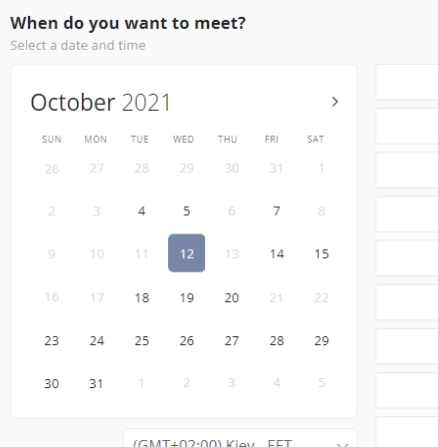 When do you want to meet?
Select a date and time
October 2021
SUN MON TUE WED THU FRI SAT
26 27 28 29 30 31 1
2 3 4 5 6 7 8
9 10 11 12 13 14 15
16 17 18 19 20 21 22
23 24 25 26 27 28 29
30 31 1 2 3 4 5
(GMT+02:00) Kiev EET